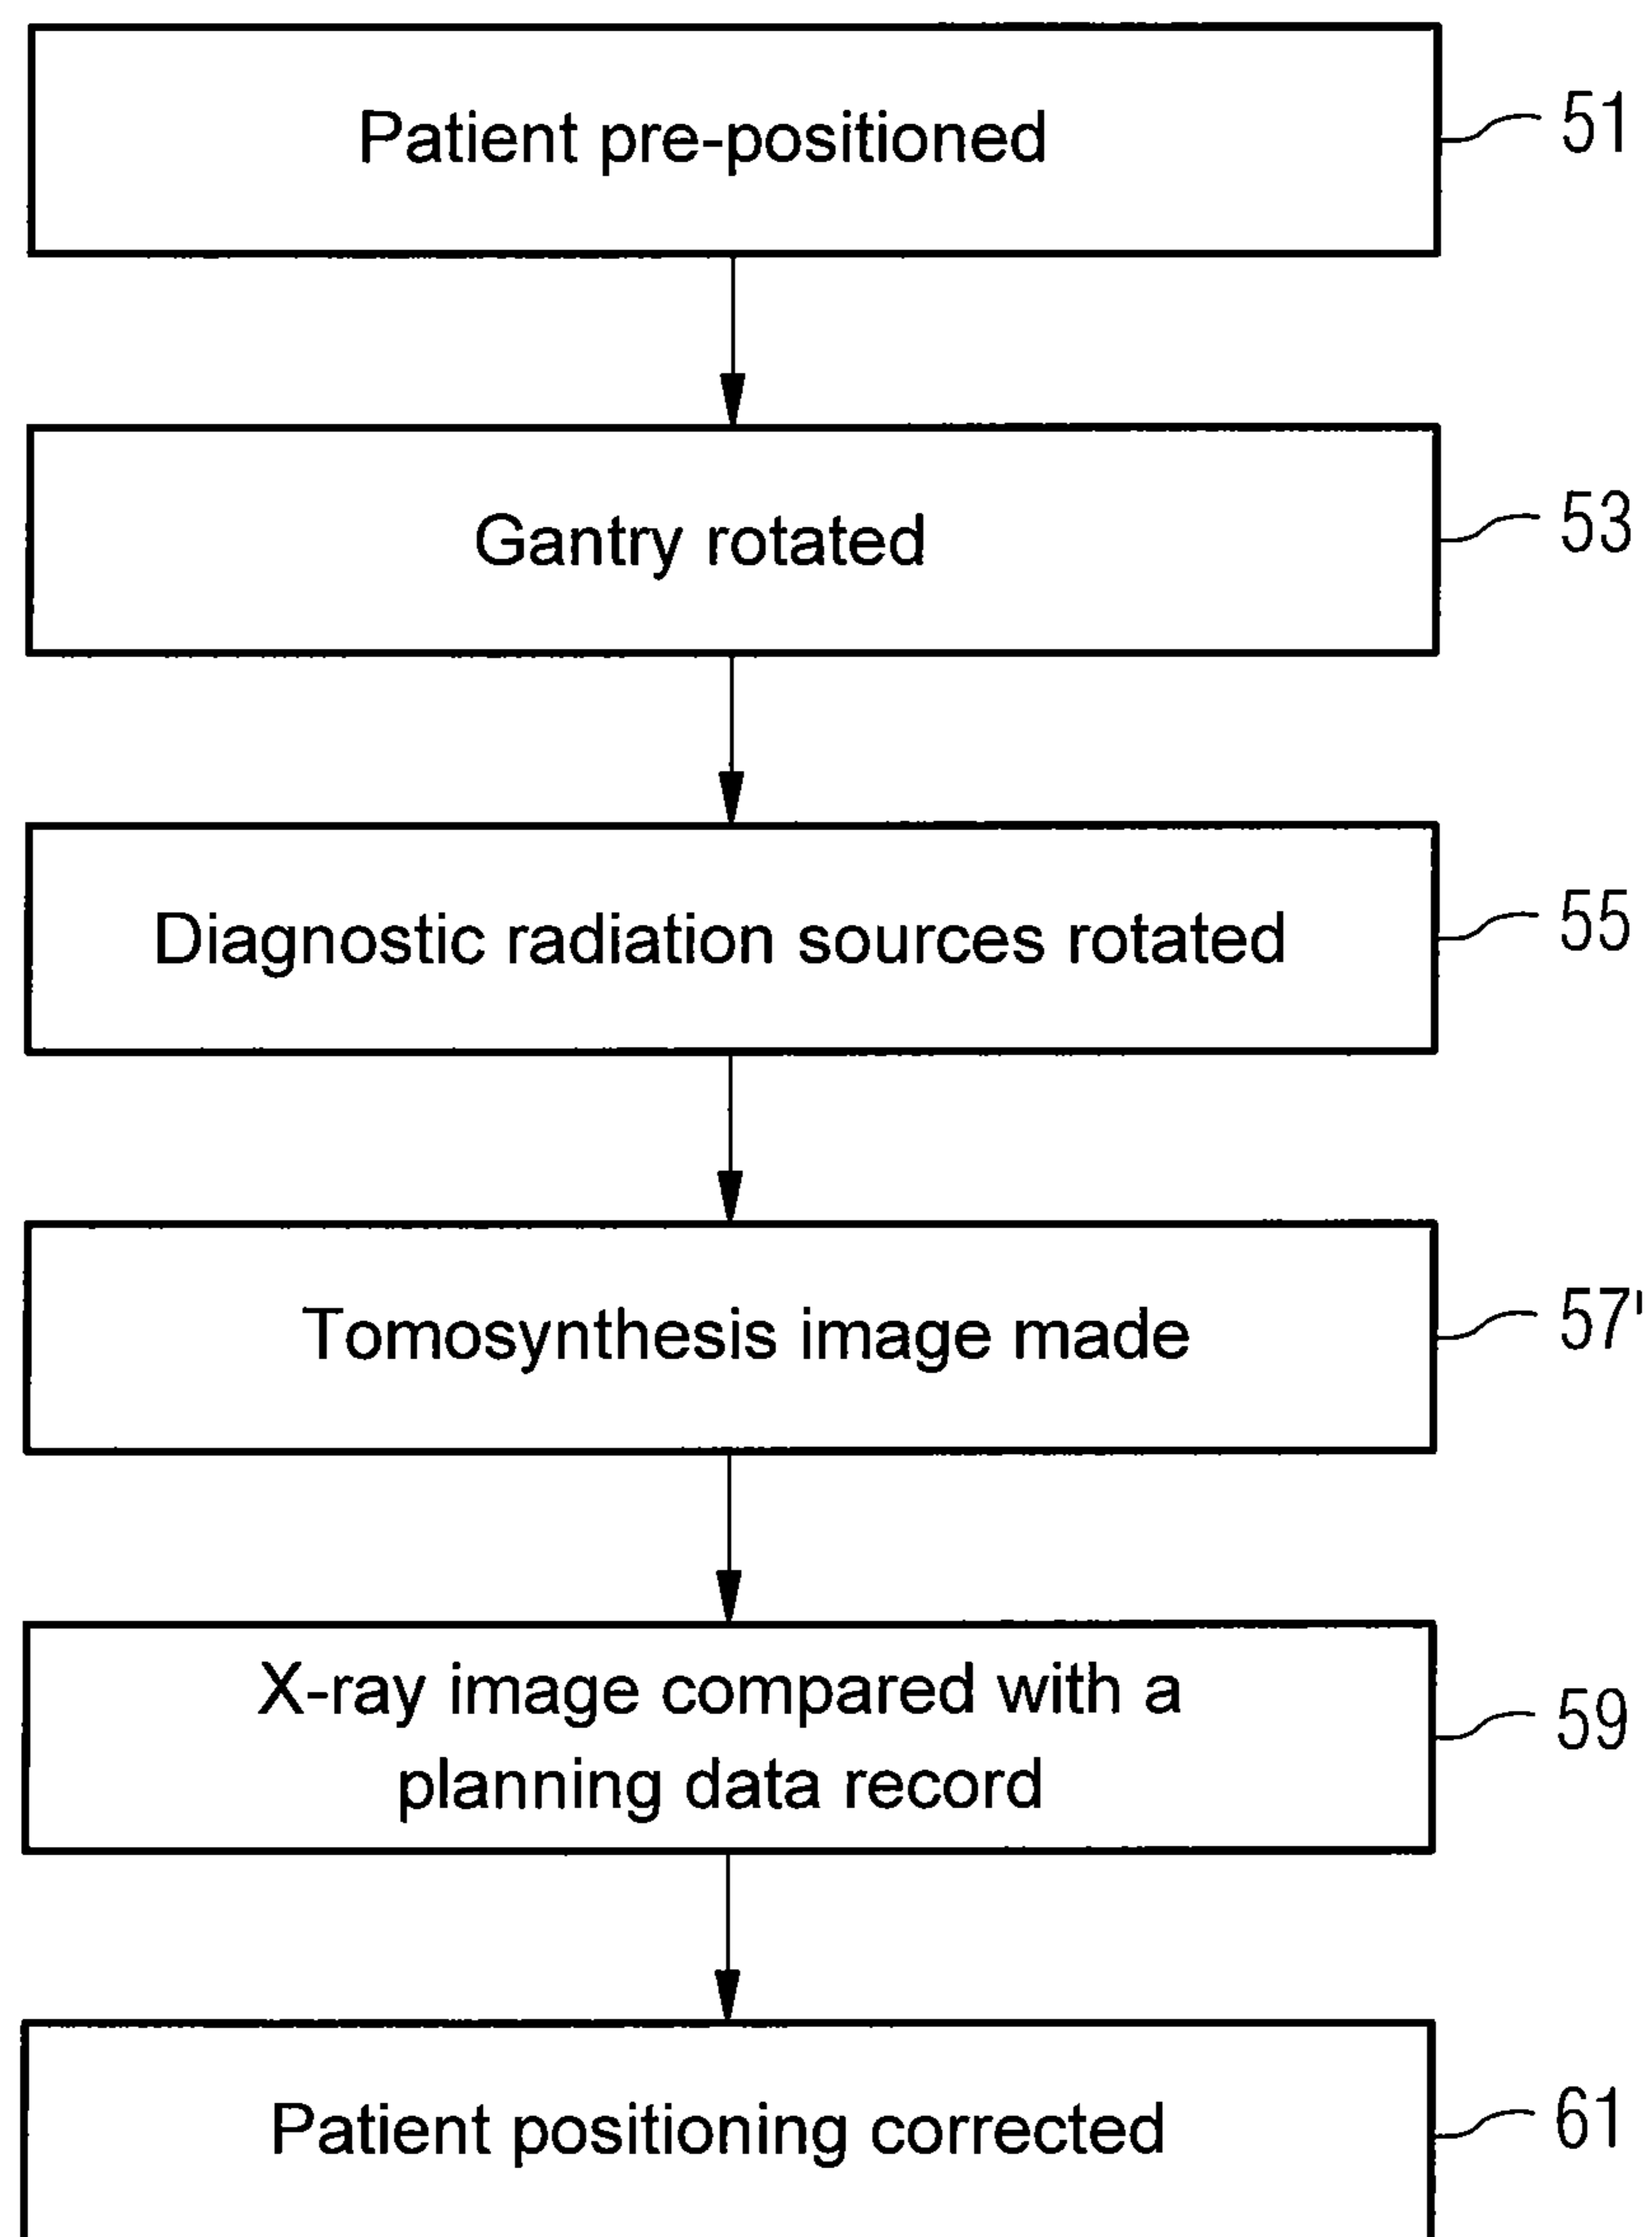 Patient pre-positioned
51
Gantry rotated
53
Diagnostic radiation sources rotated
55
Tomosynthesis image made
57'
X-ray image compared with a
planning data record
59
Patient positioning corrected
61